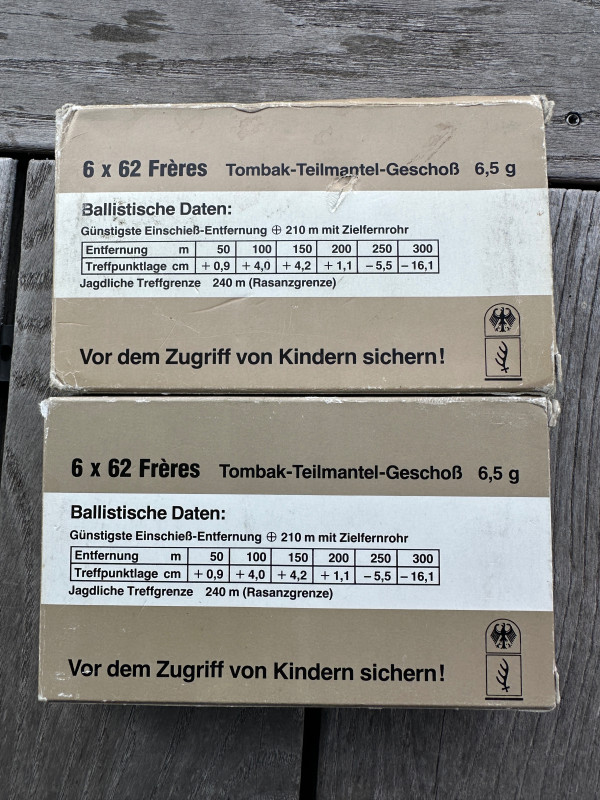 6 x 62 Frères Tombak-Teilmantel-Geschoß 6,5 g
Ballistische Daten:
Günstigste Einschieß-Entfernung ⊕ 210 m mit Zielfernrohr
Entfernung m 50 100 150 200 250 300
Treffpunktlage cm +0,9 +4,0 +4,2 +1,1 –5,5 –16,1
Jagdliche Treffgrenze 240 m (Rasanzgrenze)
Vor dem Zugriff von Kindern sichern!
6 x 62 Frères Tombak-Teilmantel-Geschoß 6,5 g
Ballistische Daten:
Günstigste Einschieß-Entfernung ⊕ 210 m mit Zielfernrohr
Entfernung m 50 100 150 200 250 300
Treffpunktlage cm +0,9 +4,0 +4,2 +1,1 –5,5 –16,1
Jagdliche Treffgrenze 240 m (Rasanzgrenze)
Vor dem Zugriff von Kindern sichern!